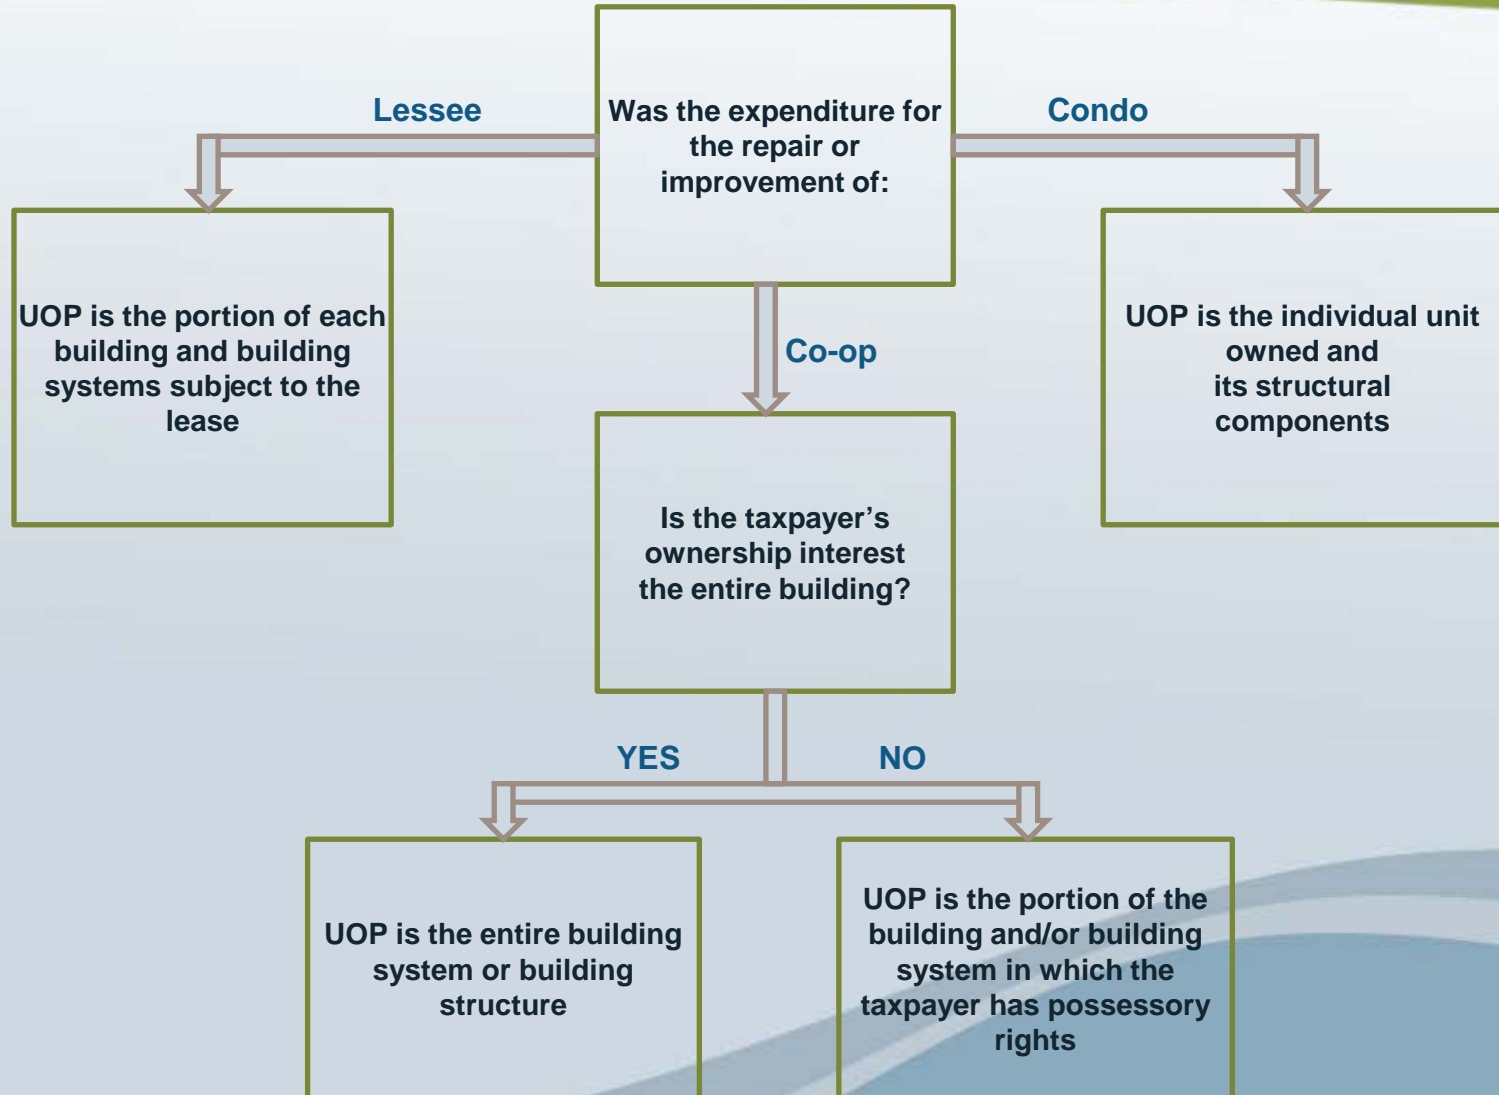 Was the expenditure for
the repair or
improvement of:
Lessee
Condo
UOP is the portion of each
building and building
systems subject to the
lease
UOP is the individual unit
owned and
its structural
components
Co-op
Is the taxpayer’s
ownership interest
the entire building?
YES
NO
UOP is the entire building
system or building
structure
UOP is the portion of the
building and/or building
system in which the
taxpayer has possessory
rights